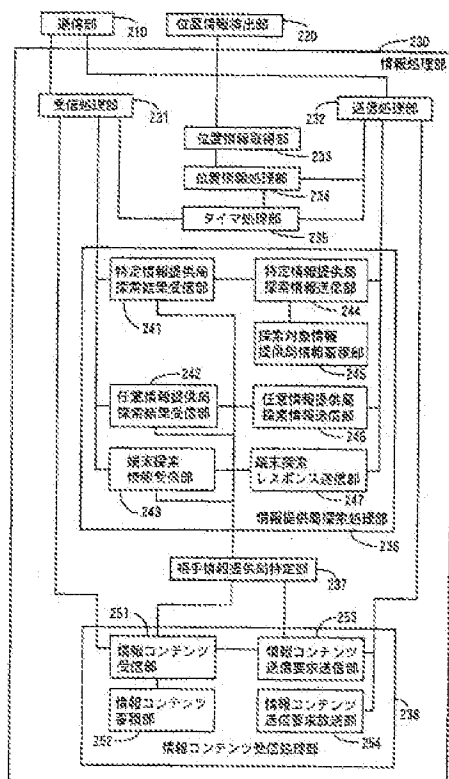 通信部
210
位置情報検出部
220
230
情報処理部
受信処理部
231
送信処理部
232
位置情報取得部
233
位置情報処理部
234
タイマ処理部
235
特定情報提供局
探索結果受信部
241
特定情報提供局
探索情報送信部
244
探索対象情報
提供局情報蓄積部
245
242
任意情報提供局
探索結果受信部
任意情報提供局
探索情報送信部
246
端末探索
情報受信部
243
端末探索
レスポンス送信部
247
情報提供局探索処理部
236
相手情報提供局特定部
237
251
情報コンテンツ
受信部
253
情報コンテンツ
送信要求送信部
情報コンテンツ
蓄積部
252
情報コンテンツ
送信要求放送部
254
238
情報コンテンツ受信処理部